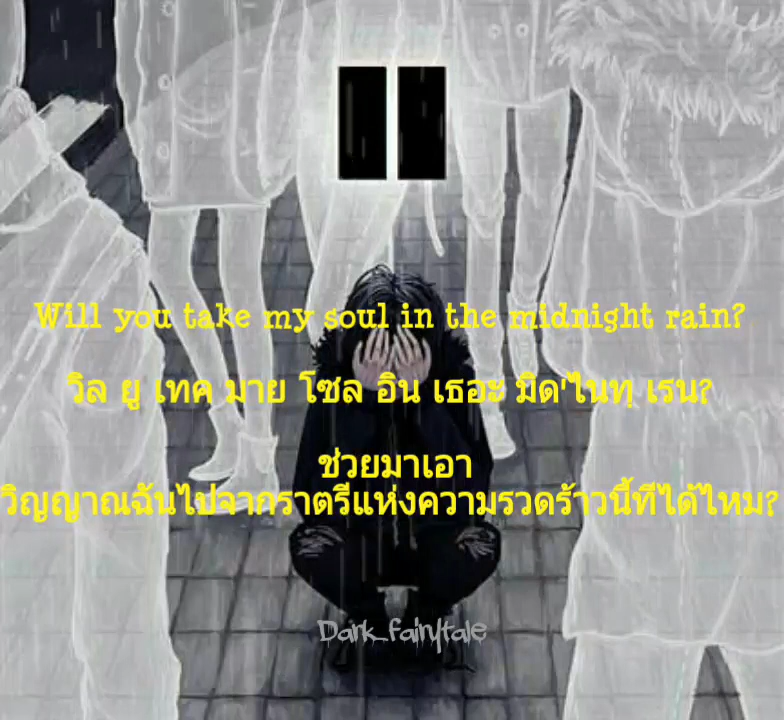 Will you take my soul in the midnight rain?
วิล ยู เทค มาย โซล อิน เธอะ มิด'ไนทฺ เรน?
ช่วยมาเอา
วิญญาณฉันไปจากราตรีแห่งความรวดร้าวนี้ทีได้ไหม?
Dark_fairytale